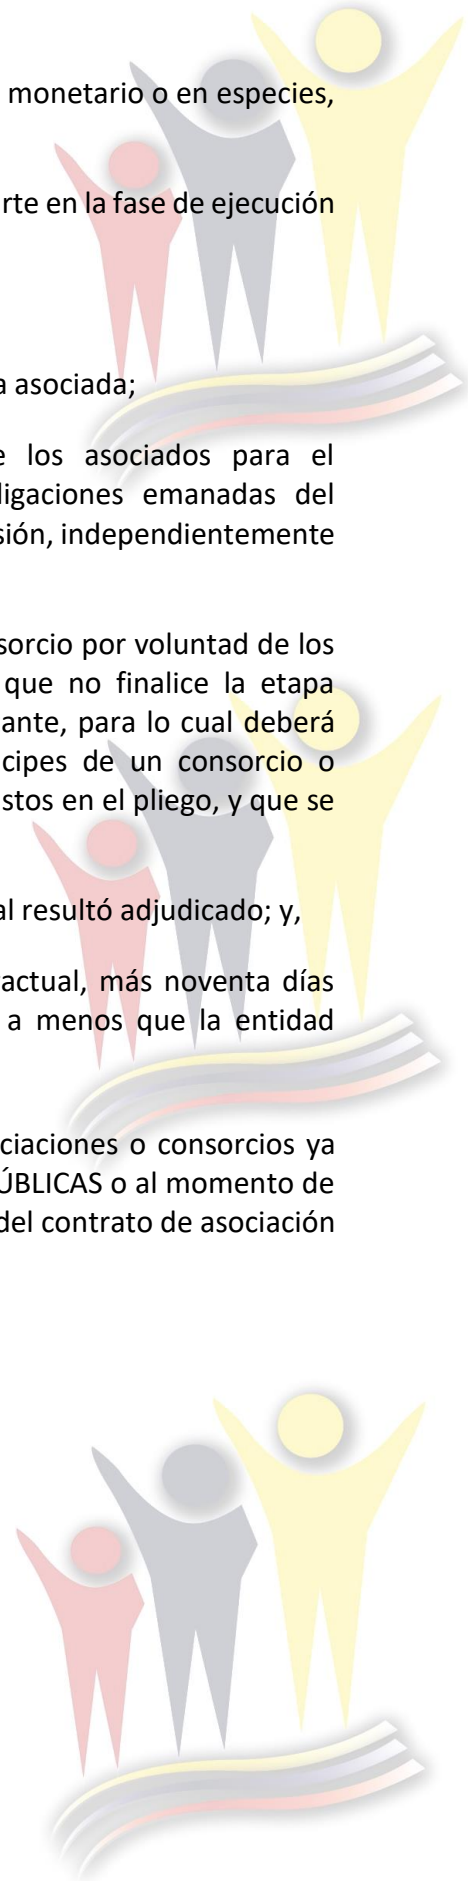 monetario o en especies,
rte en la fase de ejecución
a asociada;
e los asociados para el
ligaciones emanadas del
sión, independientemente
sorcio por voluntad de los
que no finalice la etapa
ante, para lo cual deberá
cipes de un consorcio o
stos en el pliego, y que se
al resultó adjudicado; y,
actual, más noventa días
a menos que la entidad
ociaciones o consorcios ya
ÚBLICAS o al momento de
del contrato de asociación